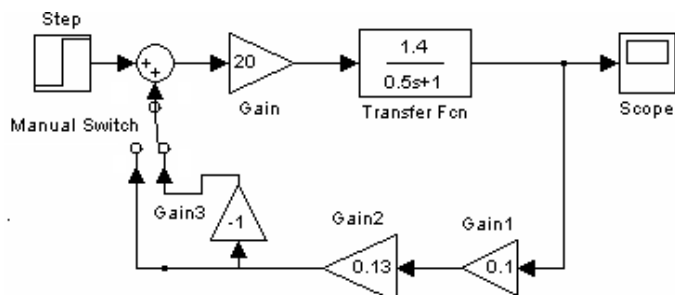 Step
+
+
20
Gain
1.4
0.5s+1
Transfer Fcn
Scope
Manual Switch
Gain3
-1
Gain2
0.13
Gain1
0.1